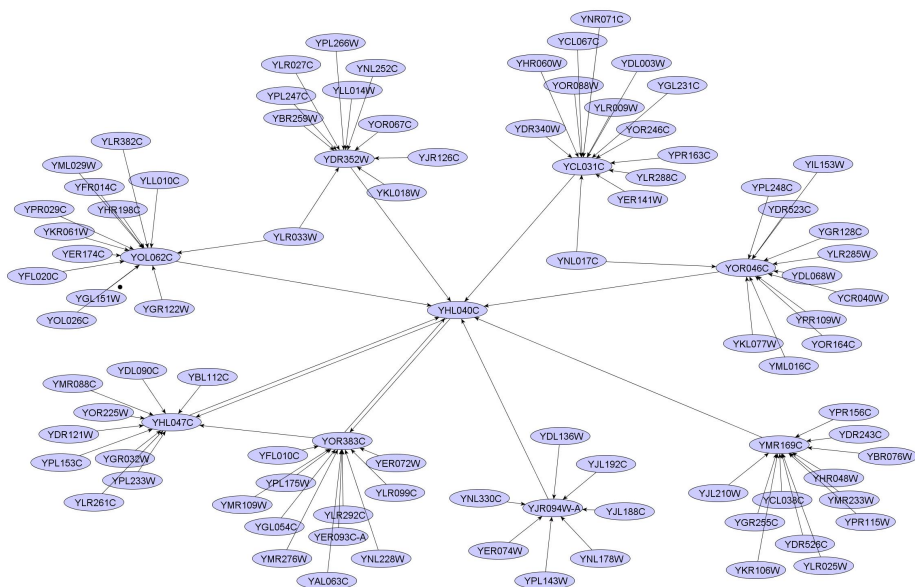 YNR071C
YPL266W
YCL067C
YLR027C
YHR060W
YDL003W
YNL252C
YLL014W
YOR088W
YGL231C
YPL247C
YBR259W
YLR009W
YOR067C
YDR340W
YOR246C
YLR382C
YDR352W
YJR126C
YCL031C
YPR163C
YML029W
YIL153W
YFR014C
YLL010C
YLR288C
YKL018W
YPL248C
YER141W
YPR029C
YHR198C
YDR523C
YKR061W
YLR033W
YGR128C
YER174C
YOL062C
YNL017C
YLR285W
YOR046C
YFL020C
YDL068W
YCR040W
YGL151W
YGR122W
YHL040C
YOL026C
YPR109W
YKL077W
YOR164C
YML016C
YDL090C
YBL112C
YMR088C
YPR156C
YOR225W
YHL047C
YDR121W
YDL136W
YDR243C
YOR383C
YMR169C
YBR076W
YFL010C
YGR032W
YER072W
YJL192C
YPL153C
YPL233W
YPL175W
YLR099C
YHR048W
YJL210W
YCL038C
YMR233W
YLR261C
YMR109W
YNL330C
YJR094W-A
YJL188C
YLR292C
YGR255C
YPR115W
YGL054C
YER093C-A
YER074W
YNL178W
YDR526C
YMR276W
YNL228W
YPL143W
YKR106W
YLR025W
YAL063C